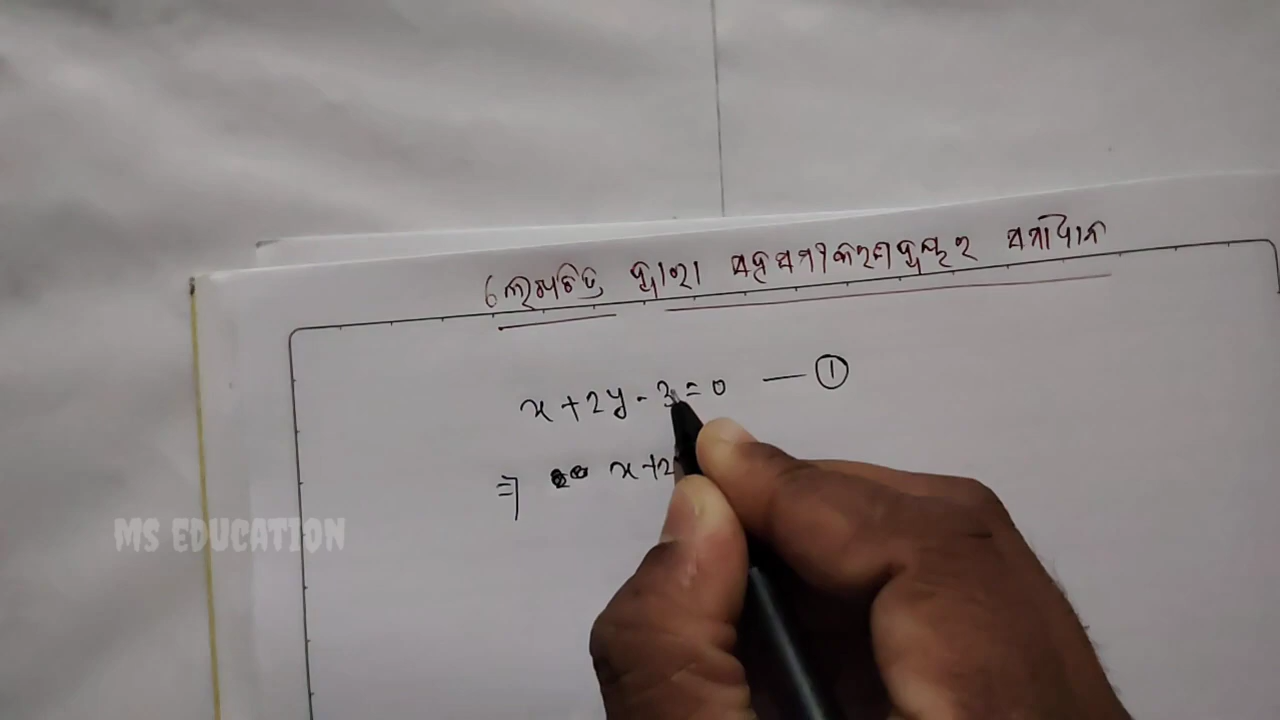 ଲେଖଚିତ୍ର ଦ୍ୱାରା ସହସମୀକରଣଦ୍ୱୟର ସମାଧାନ
x + 2y - 3 = 0 — ①
⇒ x + 2
MS EDUCATION